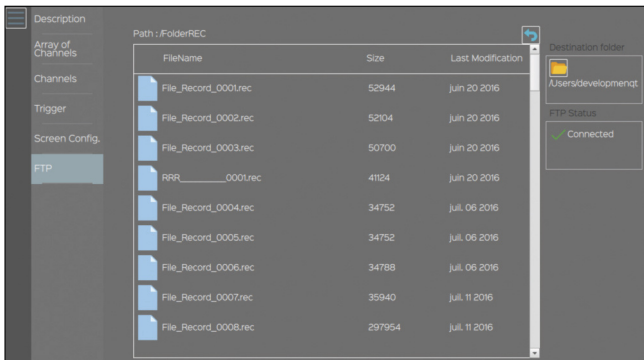 Description
Array of
Channels
Channels
Trigger
Screen Config.
FTP
Path : /FolderREC
FileName Size Last Modification
File_Record_0001.rec 52944 juin 20 2016
File_Record_0002.rec 52104 juin 20 2016
File_Record_0003.rec 50700 juin 20 2016
RRR__________0001.rec 41124 juin 20 2016
File_Record_0004.rec 34752 juil. 06 2016
File_Record_0005.rec 34752 juil. 06 2016
File_Record_0006.rec 34788 juil. 06 2016
File_Record_0007.rec 35940 juil. 11 2016
File_Record_0008.rec 297954 juil. 11 2016
Destination folder
/Users/developmenqt
FTP Status
Connected